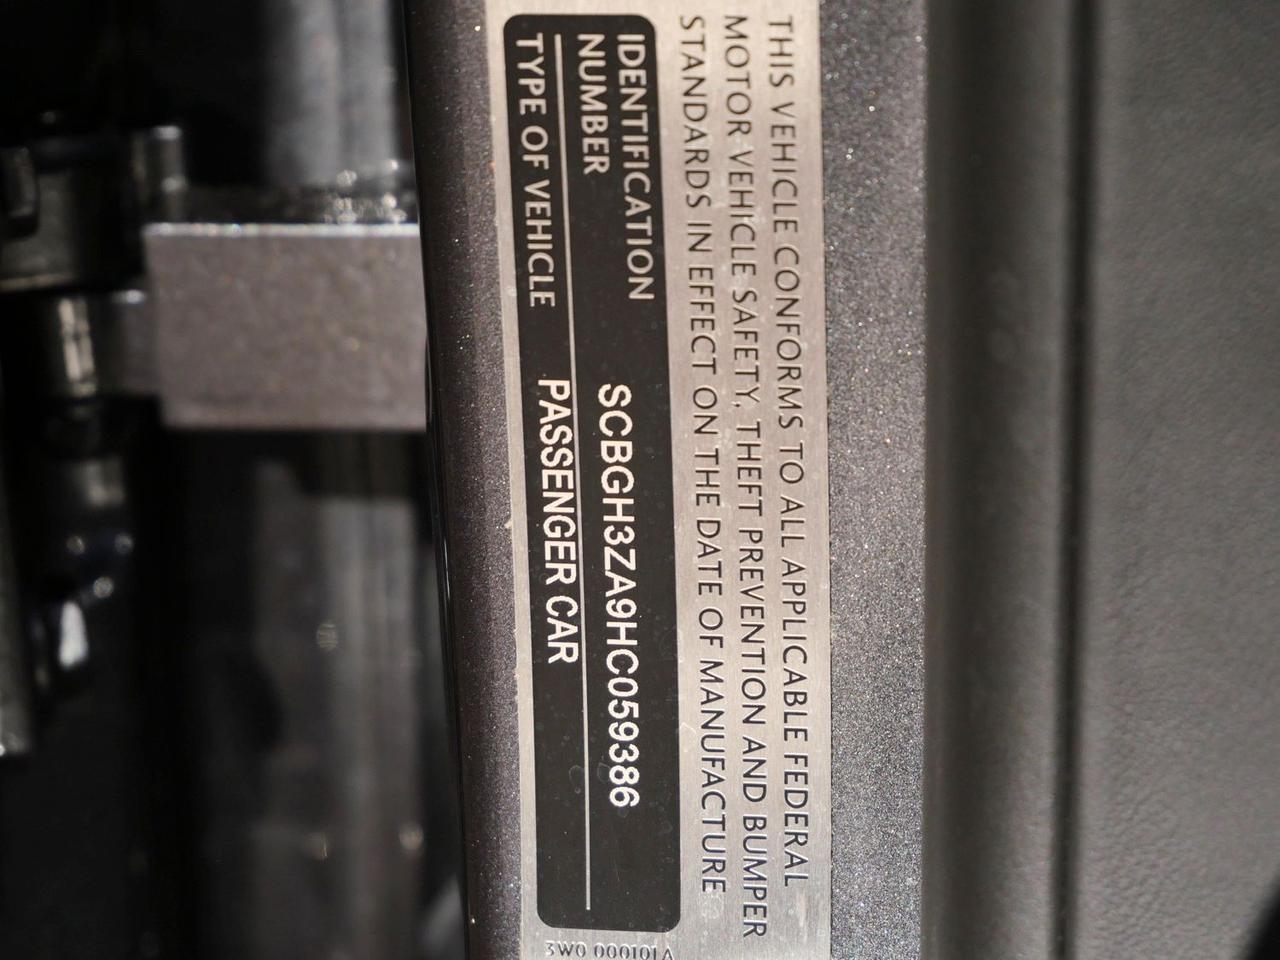 THIS VEHICLE CONFORMS TO ALL APPLICABLE FEDERAL
MOTOR VEHICLE SAFETY, THEFT PREVENTION AND BUMPER
STANDARDS IN EFFECT ON THE DATE OF MANUFACTURE
IDENTIFICATION
NUMBER SCBGH3ZA9HC059386
TYPE OF VEHICLE PASSENGER CAR
3W0 000101A